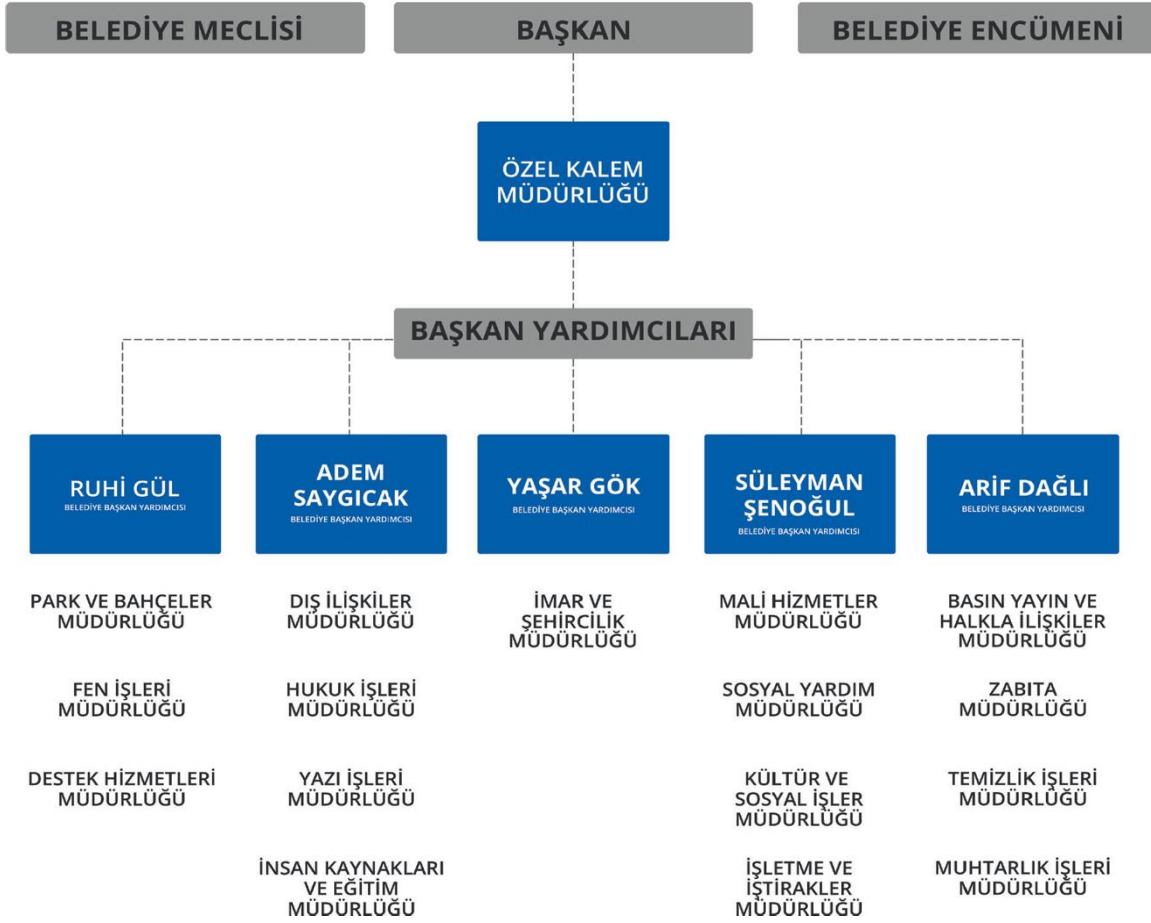 BELEDİYE MECLİSİ
BAŞKAN
BELEDİYE ENCÜMENİ
ÖZEL KALEM
MÜDÜRLÜĞÜ
BAŞKAN YARDIMCILARI
RUHİ GÜL
BELEDİYE BAŞKAN YARDIMCISI
ADEM
SAYGICAK
BELEDİYE BAŞKAN YARDIMCISI
YAŞAR GÖK
BELEDİYE BAŞKAN YARDIMCISI
SÜLEYMAN
ŞENOĞUL
BELEDİYE BAŞKAN YARDIMCISI
ARİF DAĞLI
BELEDİYE BAŞKAN YARDIMCISI
PARK VE BAHÇELER
MÜDÜRLÜĞÜ
FEN İŞLERİ
MÜDÜRLÜĞÜ
DESTEK HİZMETLERİ
MÜDÜRLÜĞÜ
DIŞ İLİŞKİLER
MÜDÜRLÜĞÜ
HUKUK İŞLERİ
MÜDÜRLÜĞÜ
YAZI İŞLERİ
MÜDÜRLÜĞÜ
İNSAN KAYNAKLARI
VE EĞİTİM
MÜDÜRLÜĞÜ
İMAR VE
ŞEHİRCİLİK
MÜDÜRLÜĞÜ
MALİ HİZMETLER
MÜDÜRLÜĞÜ
SOSYAL YARDIM
MÜDÜRLÜĞÜ
KÜLTÜR VE
SOSYAL İŞLER
MÜDÜRLÜĞÜ
İŞLETME VE
İŞTİRAKLER
MÜDÜRLÜĞÜ
BASIN YAYIN VE
HALKLA İLİŞKİLER
MÜDÜRLÜĞÜ
ZABITA
MÜDÜRLÜĞÜ
TEMİZLİK İŞLERİ
MÜDÜRLÜĞÜ
MUHTARLIK İŞLERİ
MÜDÜRLÜĞÜ